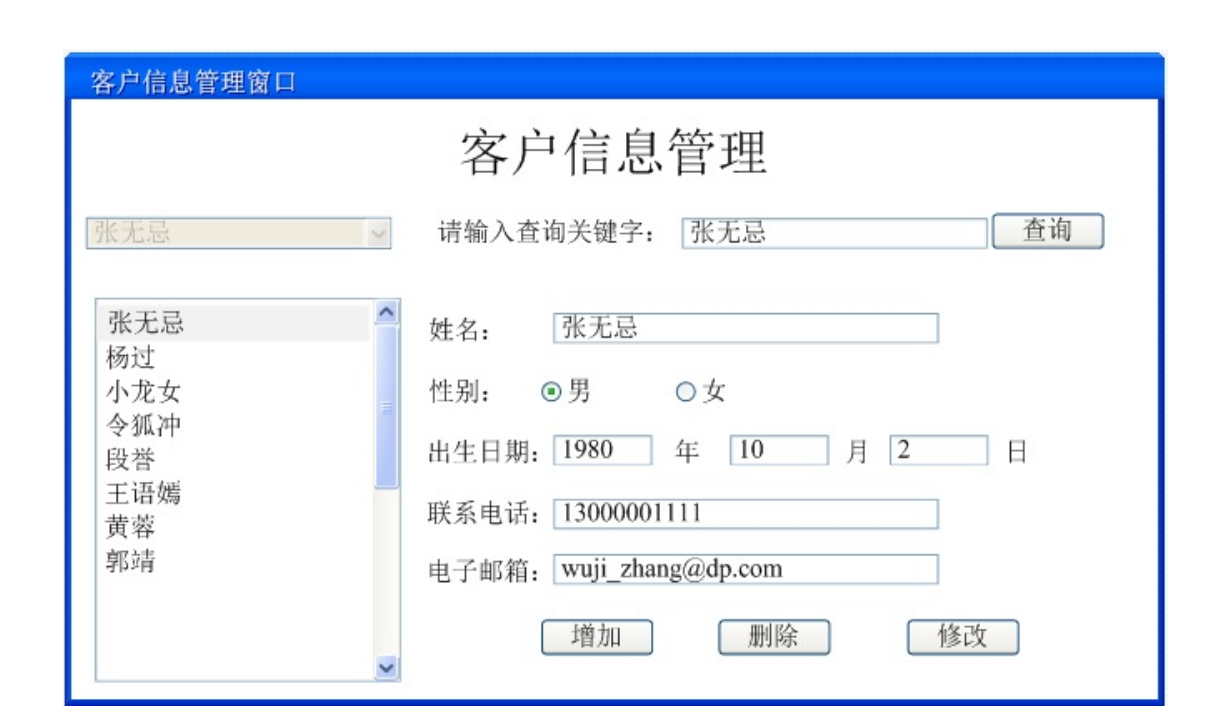 客户信息管理窗口
客户信息管理
张无忌 请输入查询关键字： 张无忌 查询
张无忌
杨过
小龙女
令狐冲
段誉
王语嫣
黄蓉
郭靖
姓名： 张无忌
性别： 男 女
出生日期： 1980 年 10 月 2 日
联系电话： 13000001111
电子邮箱： wuji_zhang@dp.com
增加 删除 修改